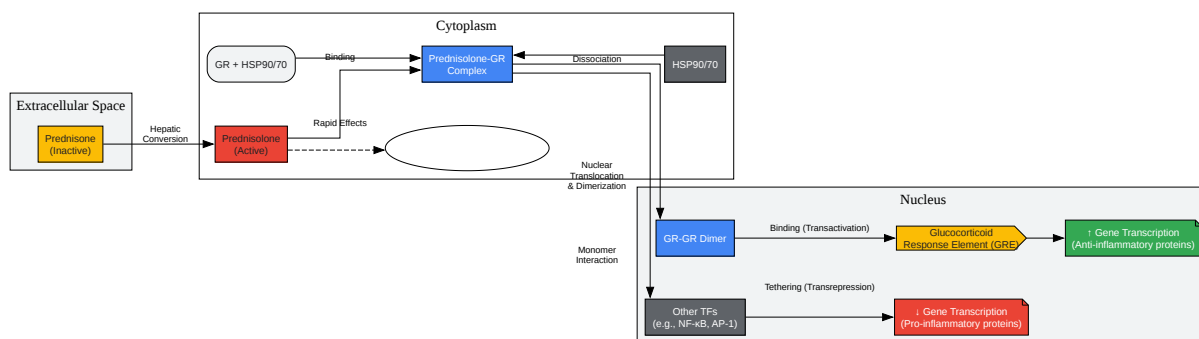 Cytoplasm
GR + HSP90/70
Binding
Prednisolone-GR
Complex
Dissociation
HSP90/70
Extracellular Space
Prednisone
(Inactive)
Hepatic
Conversion
Prednisolone
(Active)
Rapid Effects
Nuclear
Translocation
& Dimerization
Nucleus
GR-GR Dimer
Binding (Transactivation)
Glucocorticoid
Response Element (GRE)
↑ Gene Transcription
(Anti-inflammatory proteins)
Monomer
Interaction
Other TFs
(e.g., NF-κB, AP-1)
Tethering (Transrepression)
↓ Gene Transcription
(Pro-inflammatory proteins)